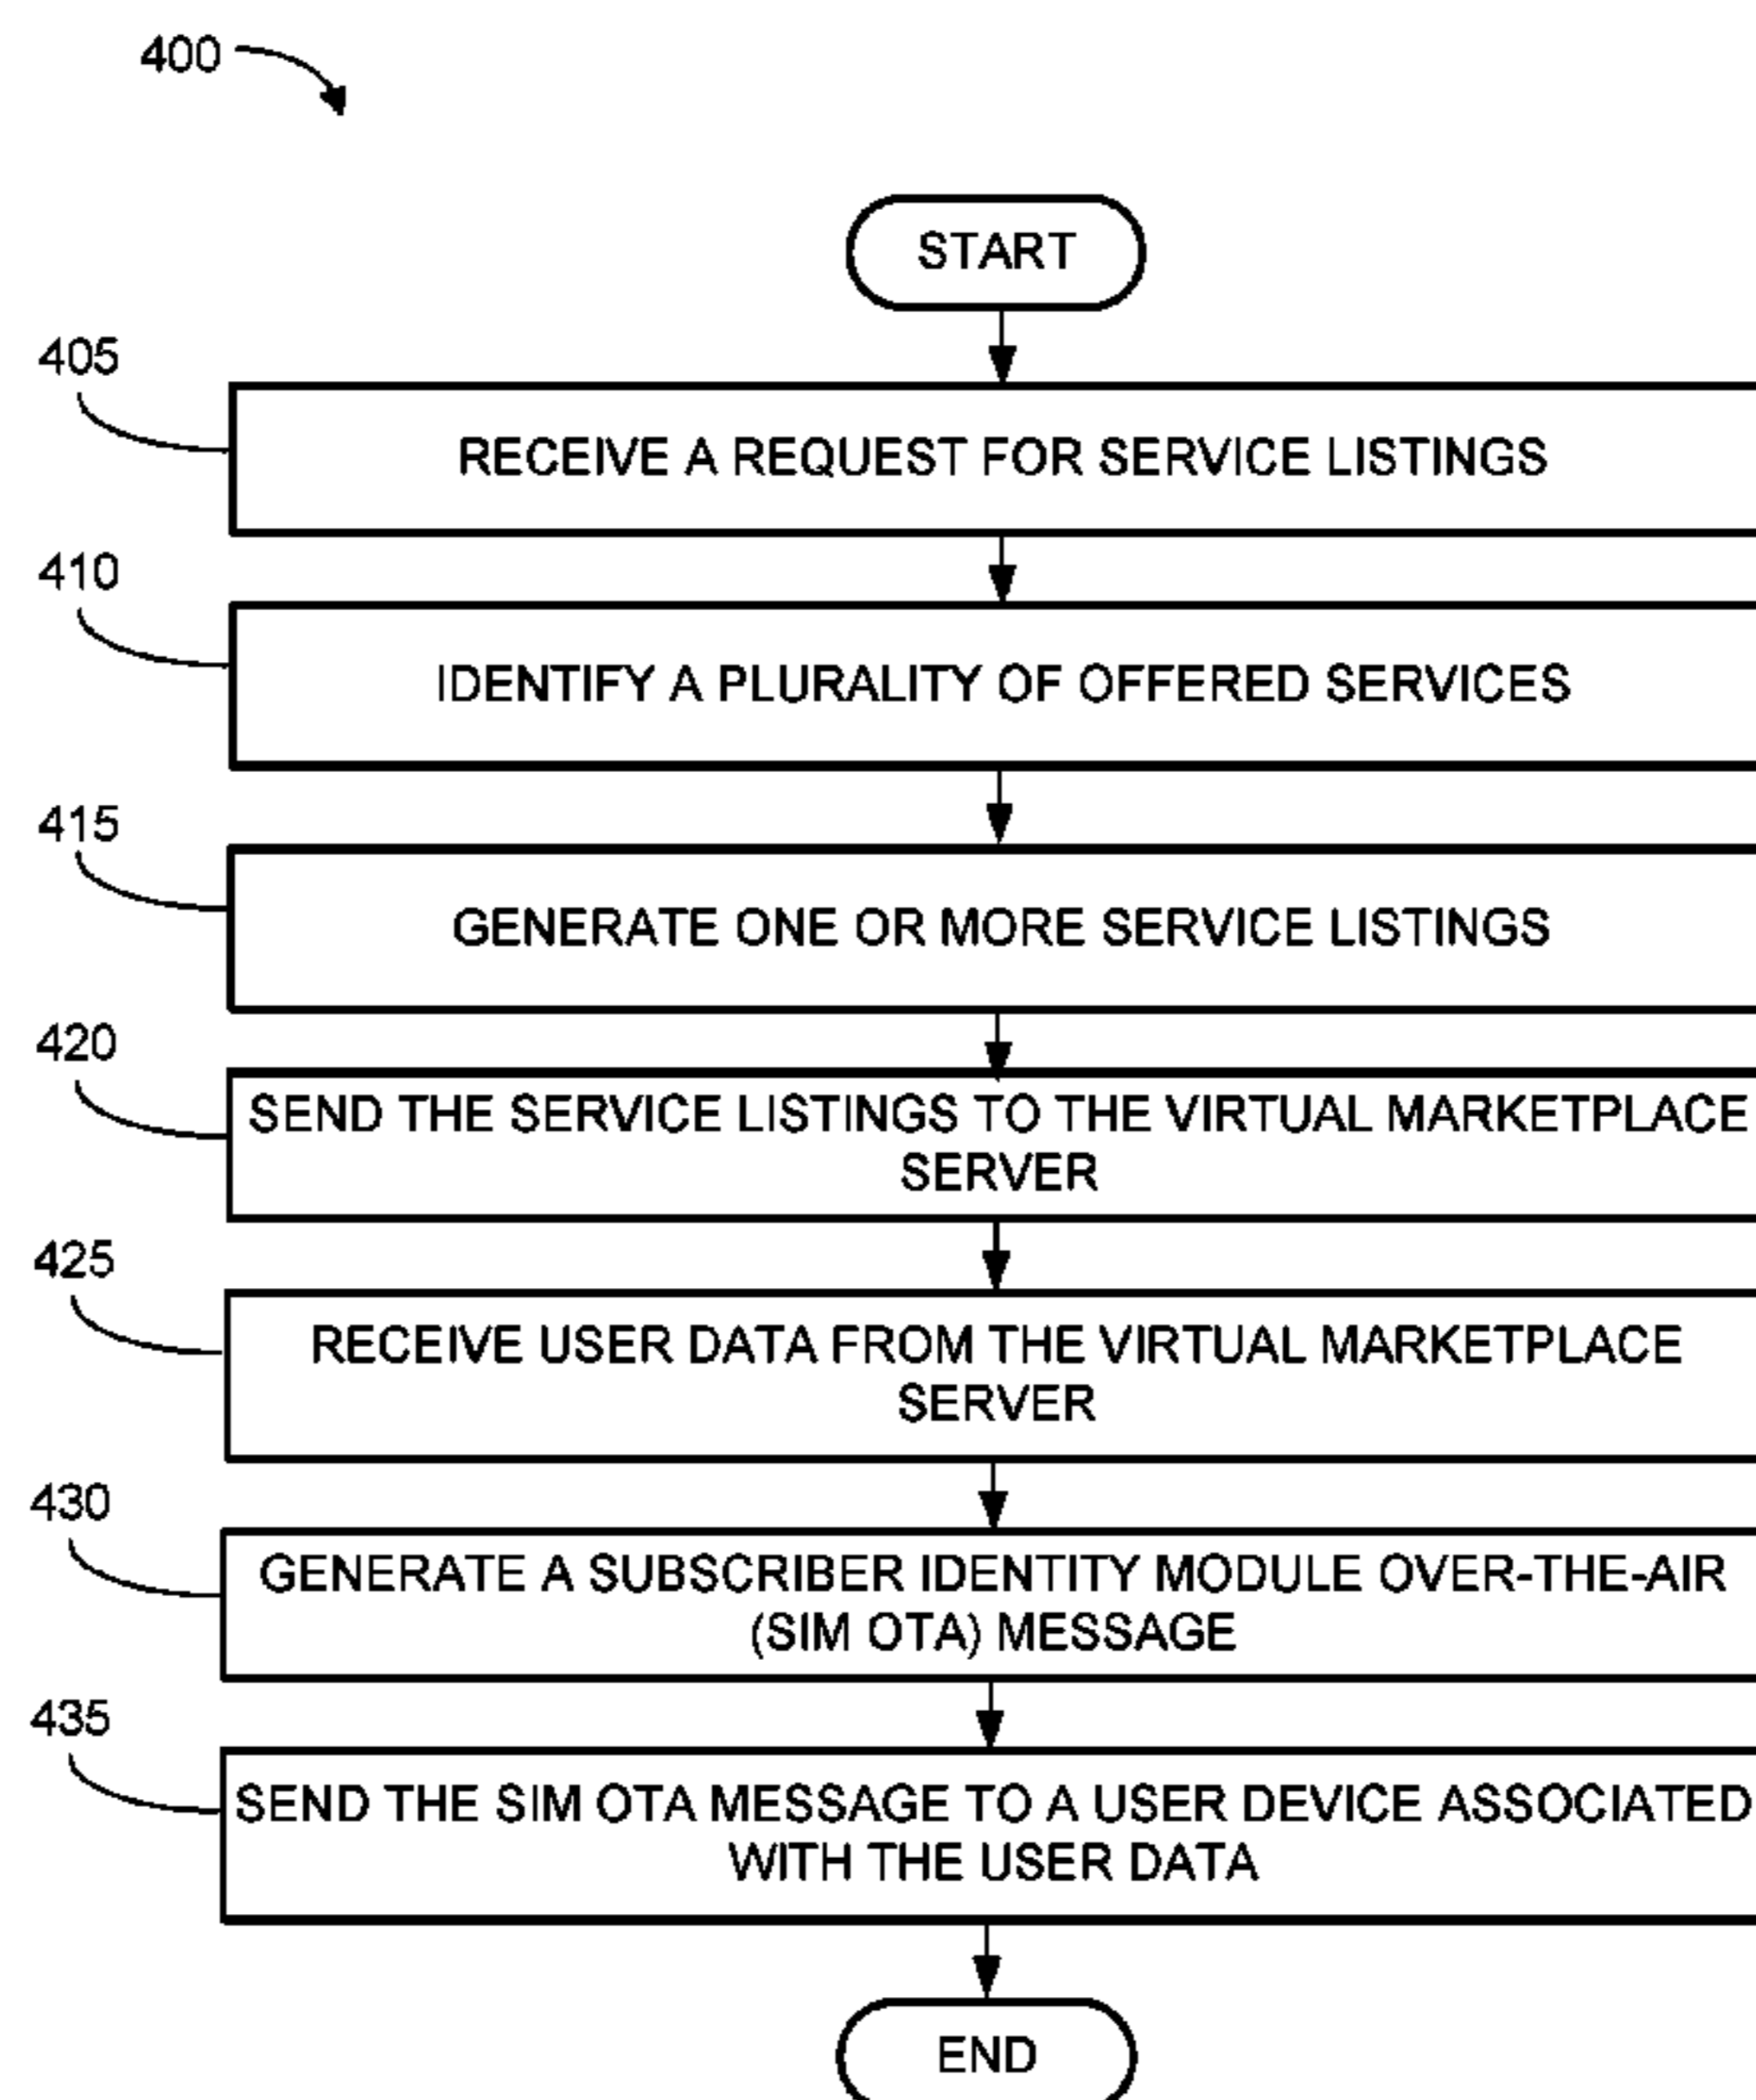 400
START
405
RECEIVE A REQUEST FOR SERVICE LISTINGS
410
IDENTIFY A PLURALITY OF OFFERED SERVICES
415
GENERATE ONE OR MORE SERVICE LISTINGS
420
SEND THE SERVICE LISTINGS TO THE VIRTUAL MARKETPLACE
SERVER
425
RECEIVE USER DATA FROM THE VIRTUAL MARKETPLACE
SERVER
430
GENERATE A SUBSCRIBER IDENTITY MODULE OVER-THE-AIR
(SIM OTA) MESSAGE
435
SEND THE SIM OTA MESSAGE TO A USER DEVICE ASSOCIATED
WITH THE USER DATA
END